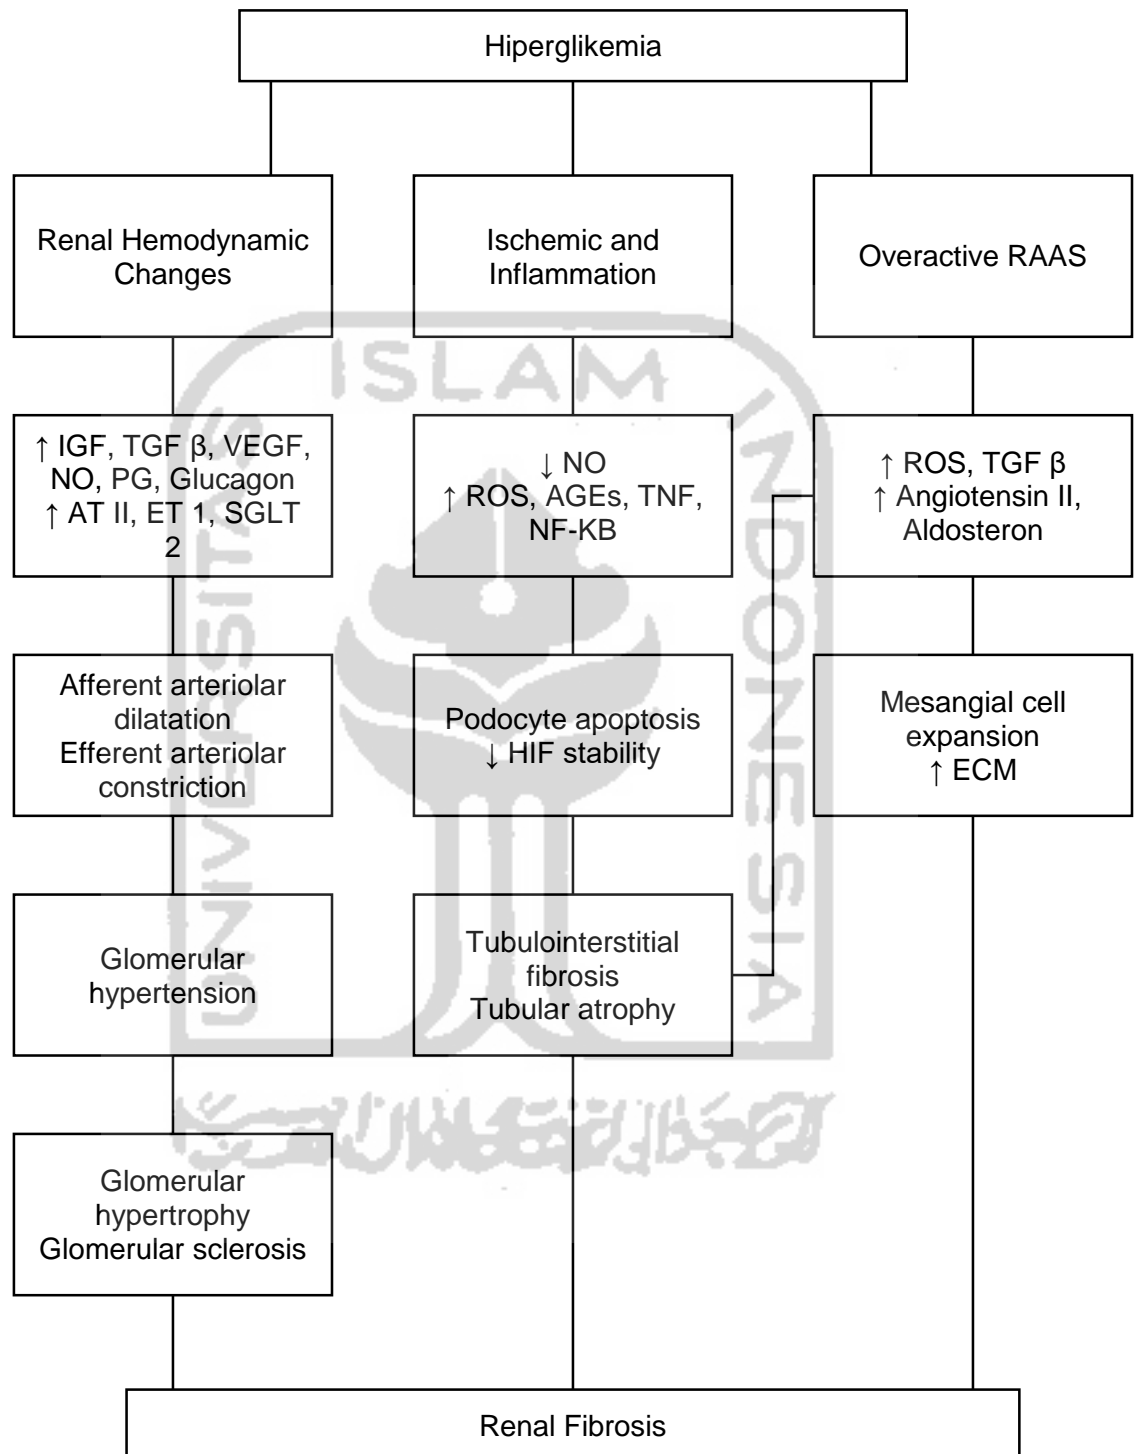 Hiperglikemia
Renal Hemodynamic
Changes
Ischemic and
Inflammation
Overactive RAAS
↑ IGF, TGF β, VEGF,
NO, PG, Glucagon
↑ AT II, ET 1, SGLT
2
↓ NO
↑ ROS, AGEs, TNF,
NF-KB
↑ ROS, TGF β
↑ Angiotensin II,
Aldosteron
Afferent arteriolar
dilatation
Efferent arteriolar
constriction
Podocyte apoptosis
↓ HIF stability
Mesangial cell
expansion
↑ ECM
Glomerular
hypertension
Tubulointerstitial
fibrosis
Tubular atrophy
Glomerular
hypertrophy
Glomerular sclerosis
Renal Fibrosis
UNIVERSITAS
ISLAM
INDONESIA